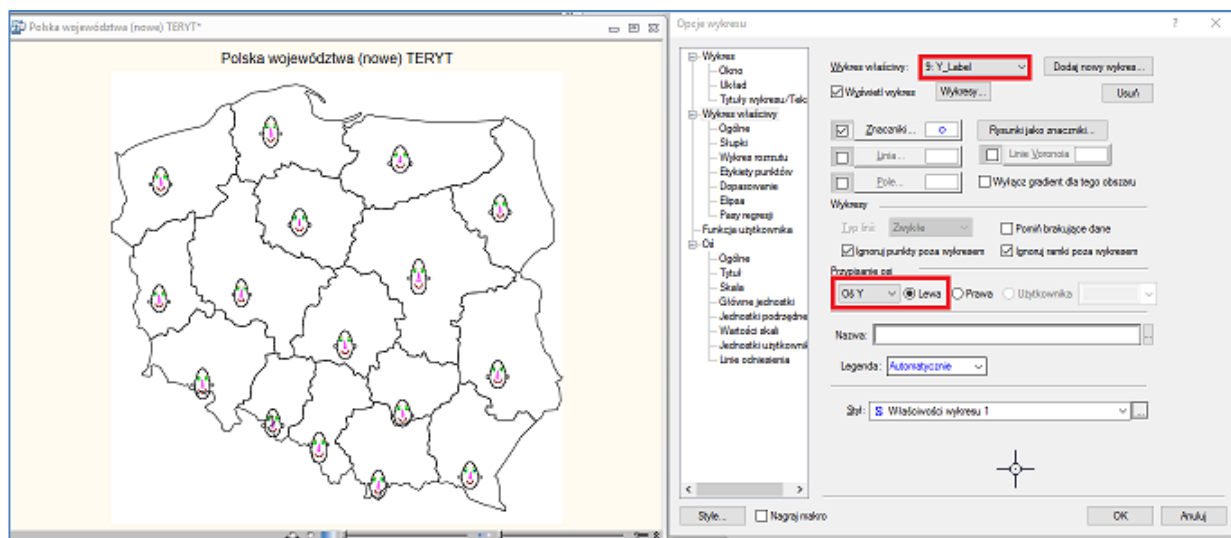 Polska województwa (nowe) TERYT*
Polska województwa (nowe) TERYT
Opcje wykresu
Wykres
Okno
Układ
Tytuły wykresu/Tekc
Wykres właściwy
Ogólne
Słupki
Wykres rozrzutu
Etykiety punktów
Dopasowanie
Elipsa
Pasy regresji
Funkcja użytkownika
Oś
Ogólne
Tytuł
Skala
Główne jednostki
Jednostki podrzędne
Wartości skali
Jednostki użytkownik
Linie odniesienia
Wykres właściwy: 9: Y_Label Dodaj nowy wykres...
Wyświetl wykres Wykresy... Usuń
Znaczniki... Rysunki jako znaczniki...
Linia... Linie Voronoia
Pole... Wyłącz gradient dla tego obszaru
Wykresy
Typ linii: Zwykłe Pomiń brakujące dane
Ignoruj punkty poza wykresem Ignoruj ramki poza wykresem
Przypisanie osi
Oś Y Lewa Prawa Użytkownika
Nazwa:
Legenda: Automatycznie
Styl: Właściwości wykresu 1
Style... Nagraj makro OK Anuluj